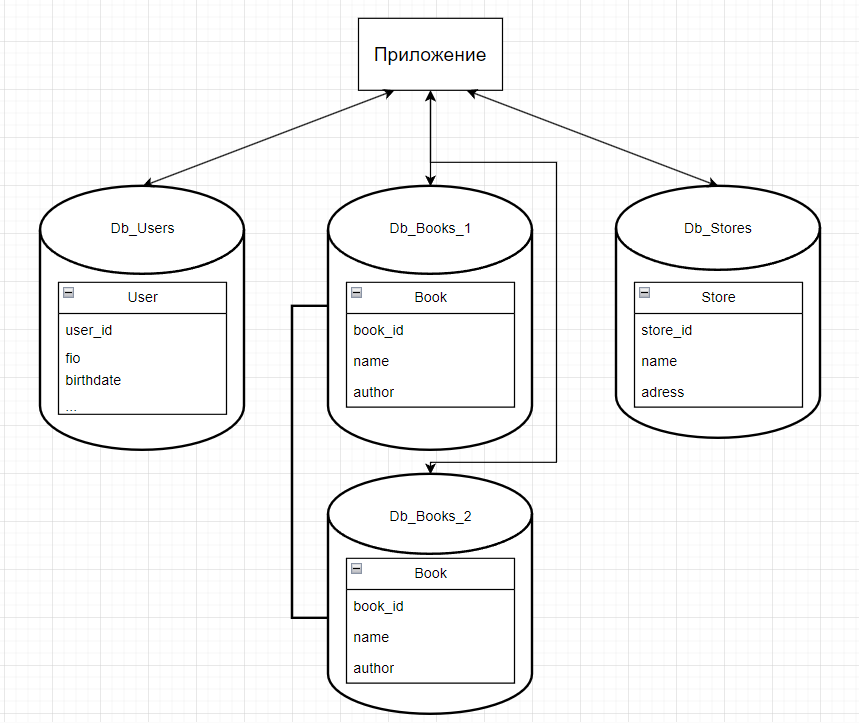 Приложение
Db_Users
User
user_id
fio
birthdate
...
Db_Books_1
Book
book_id
name
author
Db_Stores
Store
store_id
name
adress
Db_Books_2
Book
book_id
name
author